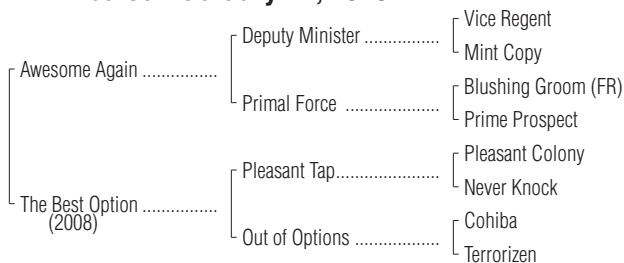 Vice Regent
Deputy Minister ..................
Mint Copy
Awesome Again ................
Blushing Groom (FR)
Primal Force ......................
Prime Prospect
Pleasant Colony
Pleasant Tap........................
Never Knock
The Best Option ................
(2008)
Cohiba
Out of Options ....................
Terrorizen